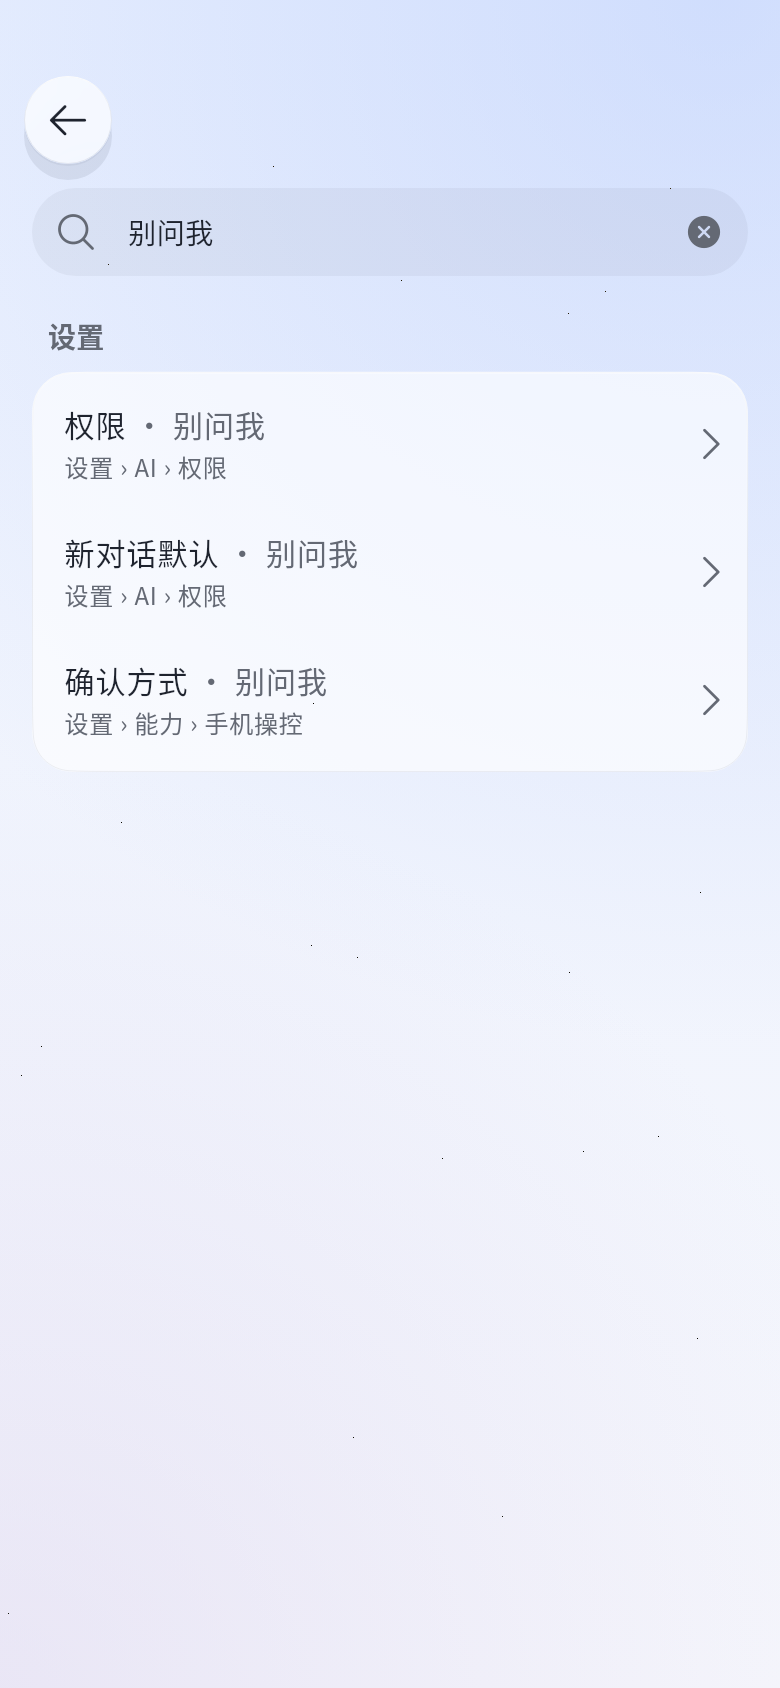 别问我
设置
权限 · 别问我
设置 › AI › 权限
新对话默认 · 别问我
设置 › AI › 权限
确认方式 · 别问我
设置 › 能力 › 手机操控